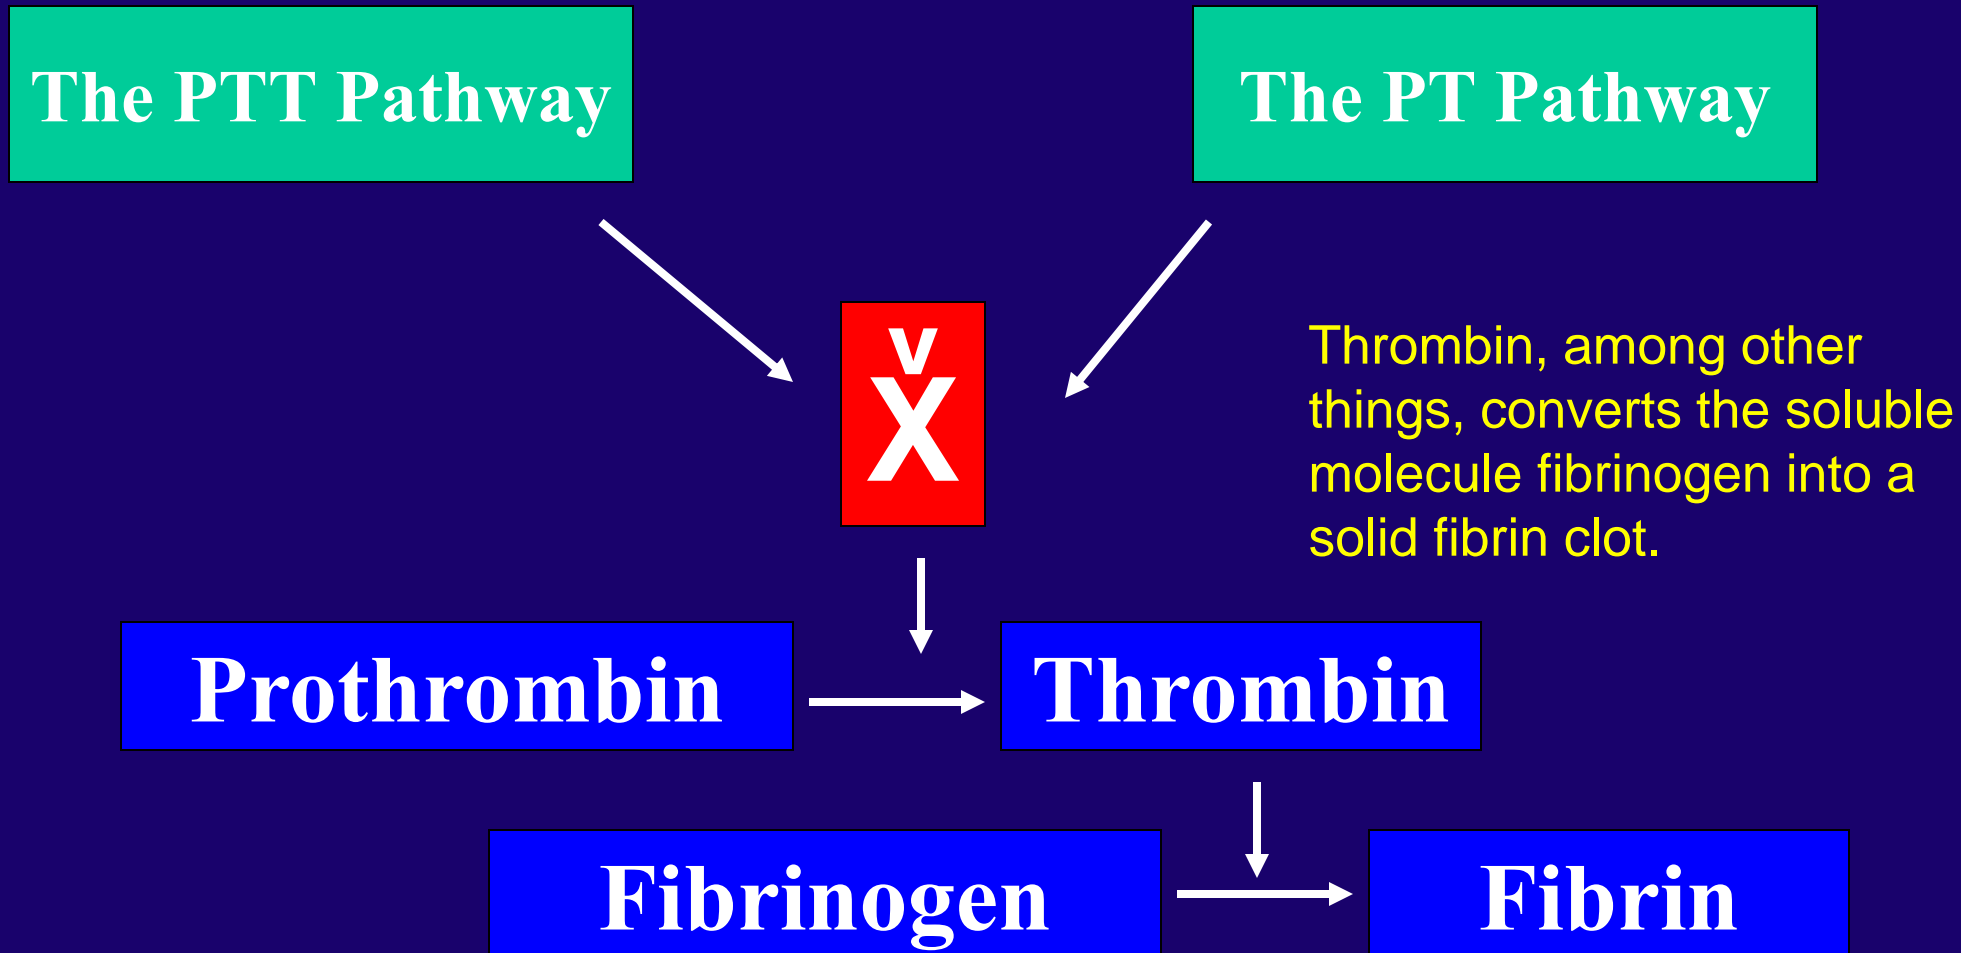 The PTT Pathway
The PT Pathway
V
X
Thrombin, among other
things, converts the soluble
molecule fibrinogen into a
solid fibrin clot.
Prothrombin
Thrombin
Fibrinogen
Fibrin